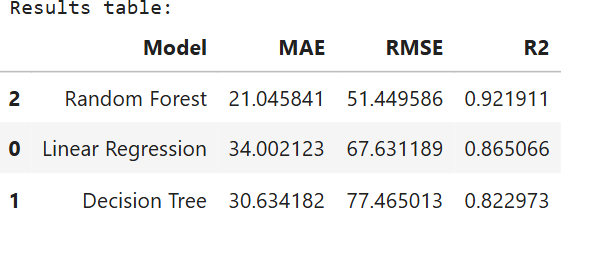 Results table:
Model MAE RMSE R2
2 Random Forest 21.045841 51.449586 0.921911
0 Linear Regression 34.002123 67.631189 0.865066
1 Decision Tree 30.634182 77.465013 0.822973